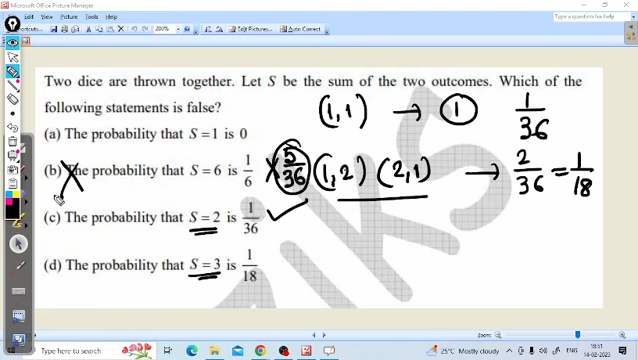 Microsoft Office Picture Manager
File Edit View Picture Tools Window Help
Type a question for help
Shortcuts... 200% Edit Pictures... Auto Correct
Two dice are thrown together. Let S be the sum of the two outcomes. Which of the
following statements is false?
(1,1) → 1 1/36
(a) The probability that S = 1 is 0
(b) The probability that S = 6 is 1/6 × 5/36 (1,2) (2,1) → 2/36 = 1/18
(c) The probability that S = 2 is 1/36 ✓
(d) The probability that S = 3 is 1/18
Zoom:
Type here to search
25°C Mostly cloudy
ENG
18:51
14-02-2023